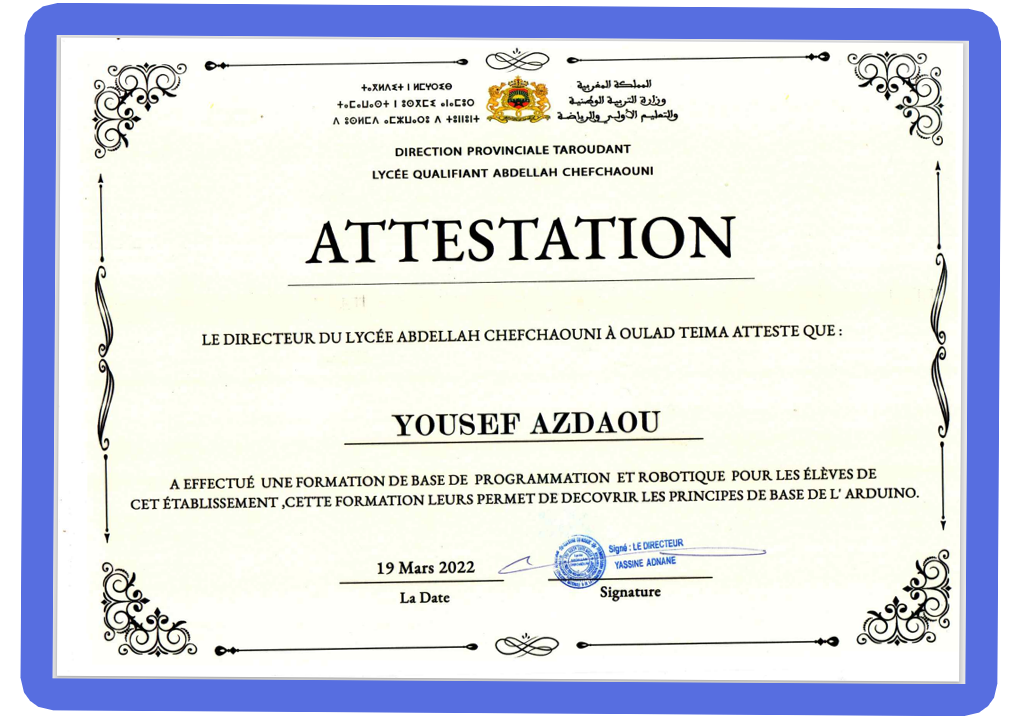 ⵜⴰⴳⵍⴷⵉⵜ ⵏ ⵍⵎⵖⵔⵉⴱ
ⵜⴰⵎⴰⵡⴰⵙⵜ ⵏ ⵓⵙⴳⵎⵉ ⴰⵏⴰⵎⵓⵔ
ⴷ ⵓⵙⵍⵎⴷ ⴰⵎⵣⵡⴰⵔⵓ ⴷ ⵜⵓⵏⵏⵓⵏⵜ
المملكة المغربية
وزارة التربية الوطنية
والتعليم الأولي والرياضة
DIRECTION PROVINCIALE TAROUDANT
LYCÉE QUALIFIANT ABDELLAH CHEFCHAOUNI
ATTESTATION
LE DIRECTEUR DU LYCÉE ABDELLAH CHEFCHAOUNI À OULAD TEIMA ATTESTE QUE :
YOUSEF AZDAOU
A EFFECTUÉ UNE FORMATION DE BASE DE PROGRAMMATION ET ROBOTIQUE POUR LES ÉLÈVES DE
CET ÉTABLISSEMENT ,CETTE FORMATION LEURS PERMET DE DECOVRIR LES PRINCIPES DE BASE DE L' ARDUINO.
Signé : LE DIRECTEUR
YASSINE ADNANE
19 Mars 2022
La Date
Signature